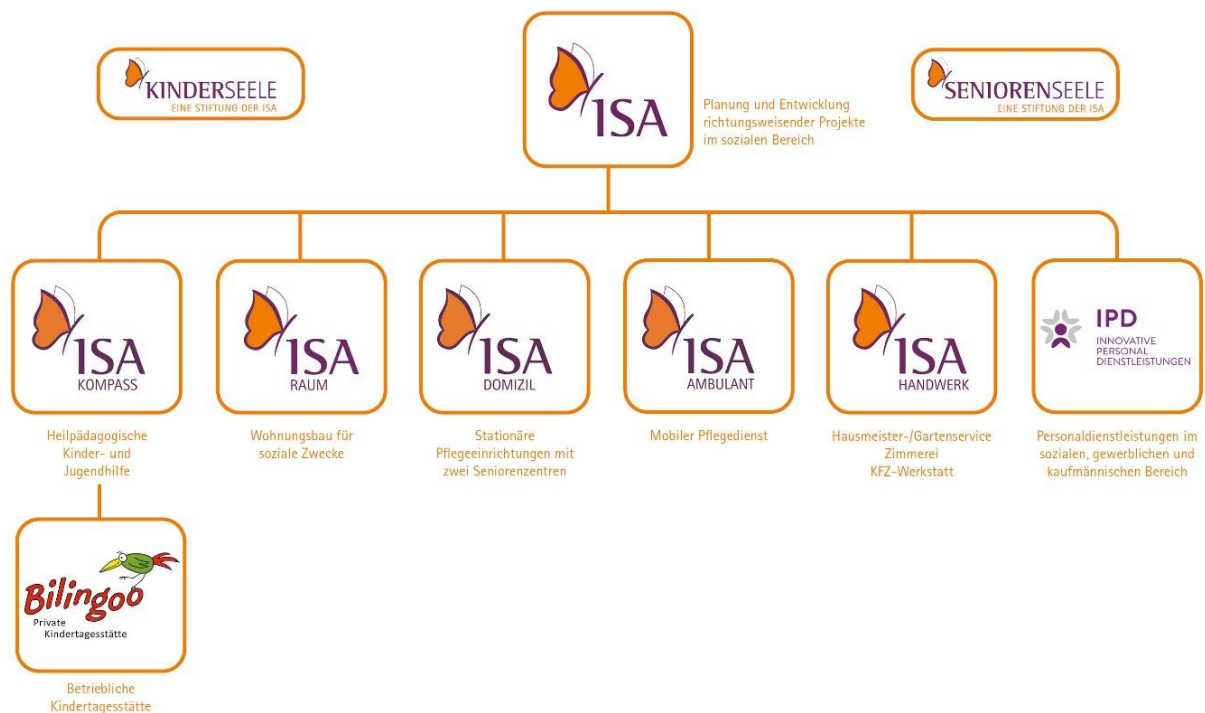 KINDERSEELE
EINE STIFTUNG DER ISA
ISA
Planung und Entwicklung
richtungsweisender Projekte
im sozialen Bereich
SENIORENSEELE
EINE STIFTUNG DER ISA
ISA
KOMPASS
Heilpädagogische
Kinder- und
Jugendhilfe
ISA
RAUM
Wohnungsbau für
soziale Zwecke
ISA
DOMIZIL
Stationäre
Pflegeeinrichtungen mit
zwei Seniorenzentren
ISA
AMBULANT
Mobiler Pflegedienst
ISA
HANDWERK
Hausmeister-/Gartenservice
Zimmerei
KFZ-Werkstatt
IPD
INNOVATIVE
PERSONAL
DIENSTLEISTUNGEN
Personaldienstleistungen im
sozialen, gewerblichen und
kaufmännischen Bereich
Bilingoo
Private
Kindertagesstätte
Betriebliche
Kindertagesstätte